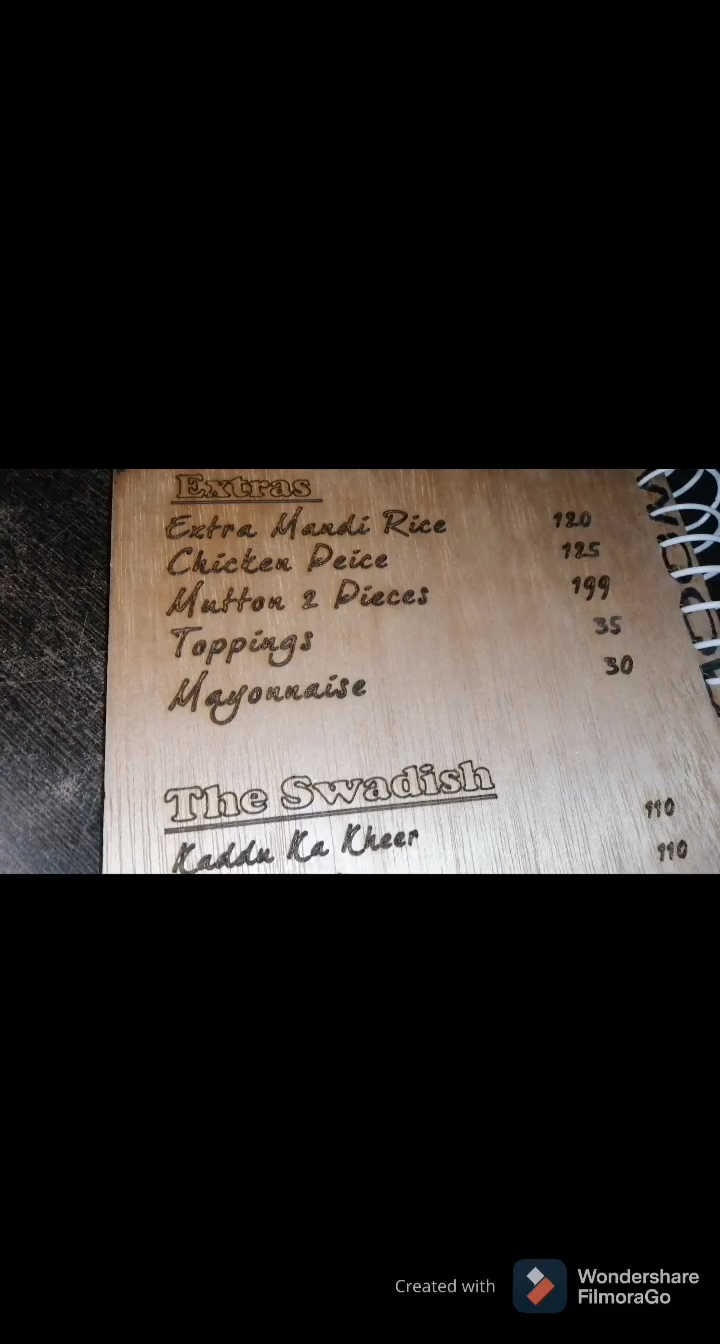 Extras
Extra Mandi Rice 120
Chicken Peice 125
Mutton 2 Pieces 199
Toppings 35
Mayonnaise 30
The Swadish
Kaddu Ka Kheer 110
110
Created with Wondershare FilmoraGo